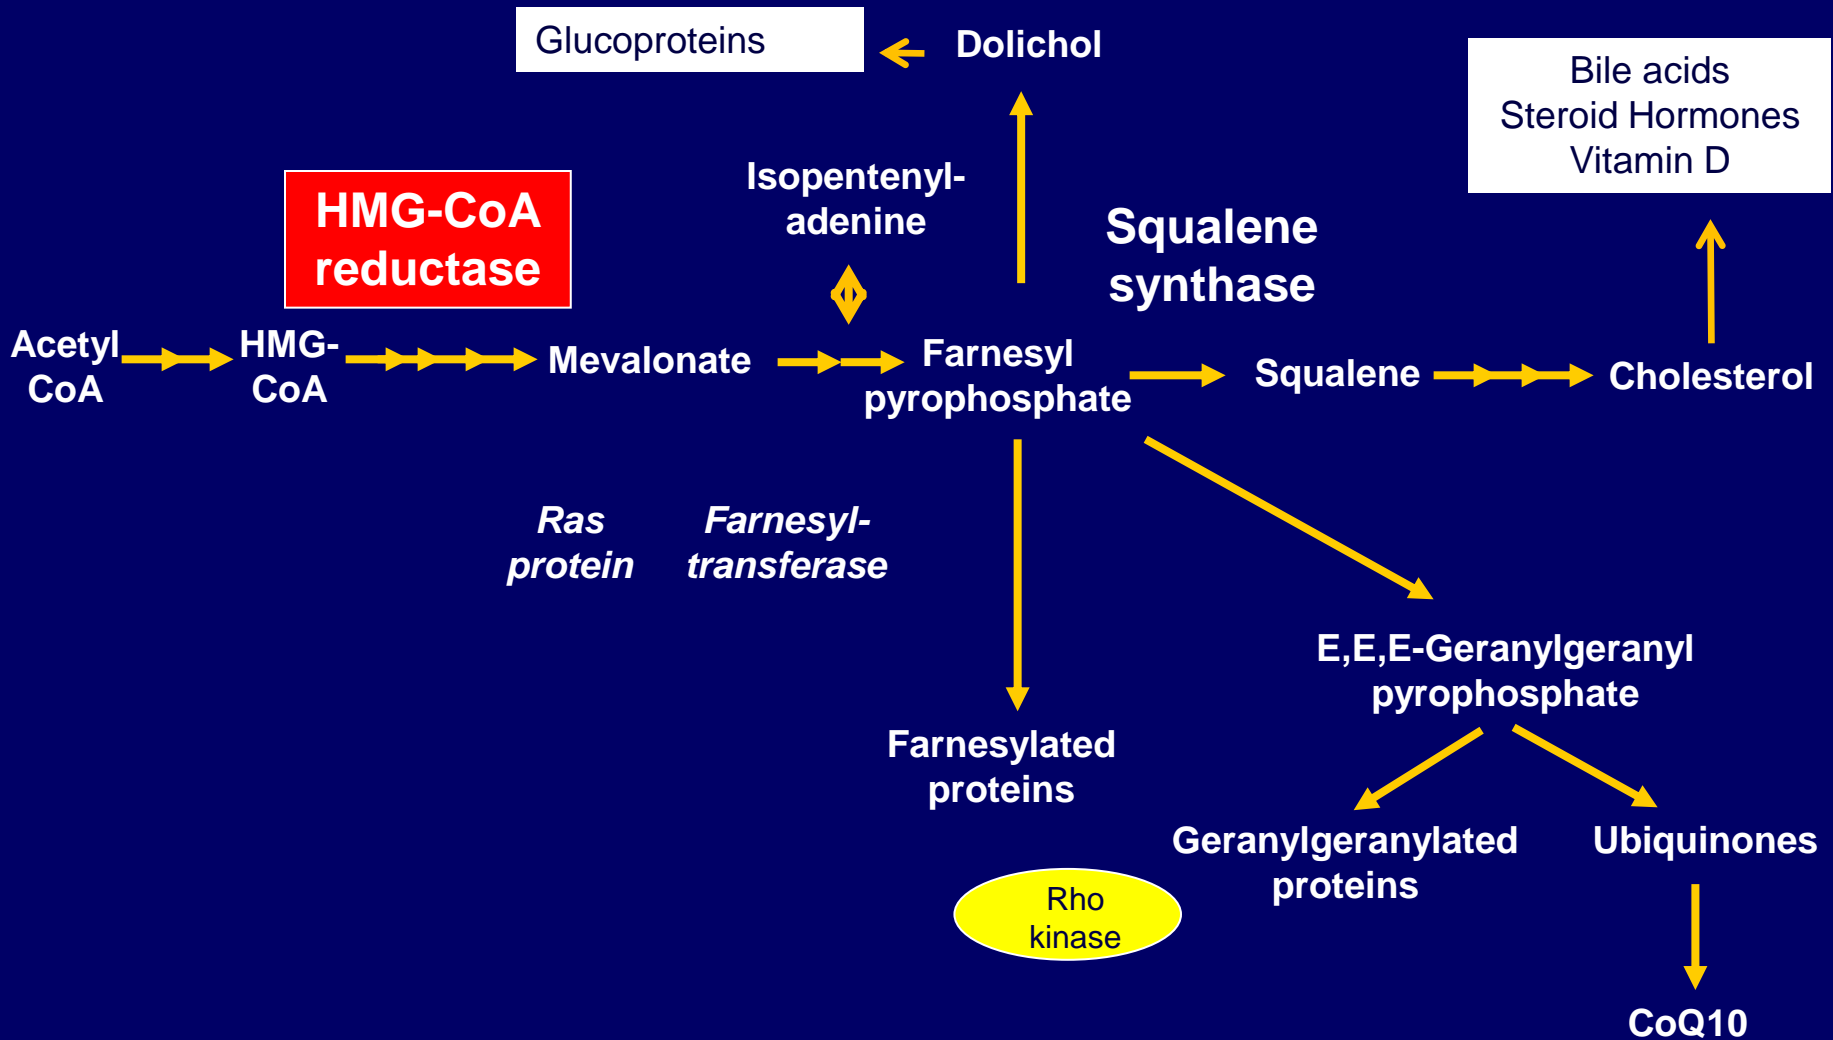 Glucoproteins
Dolichol
Bile acids
Steroid Hormones
Vitamin D
Isopentenyl-
adenine
HMG-CoA
reductase
Squalene
synthase
Acetyl
CoA
HMG-
CoA
Mevalonate
Farnesyl
pyrophosphate
Squalene
Cholesterol
Ras
protein
Farnesyl-
transferase
E,E,E-Geranylgeranyl
pyrophosphate
Farnesylated
proteins
Geranylgeranylated
proteins
Ubiquinones
Rho
kinase
CoQ10